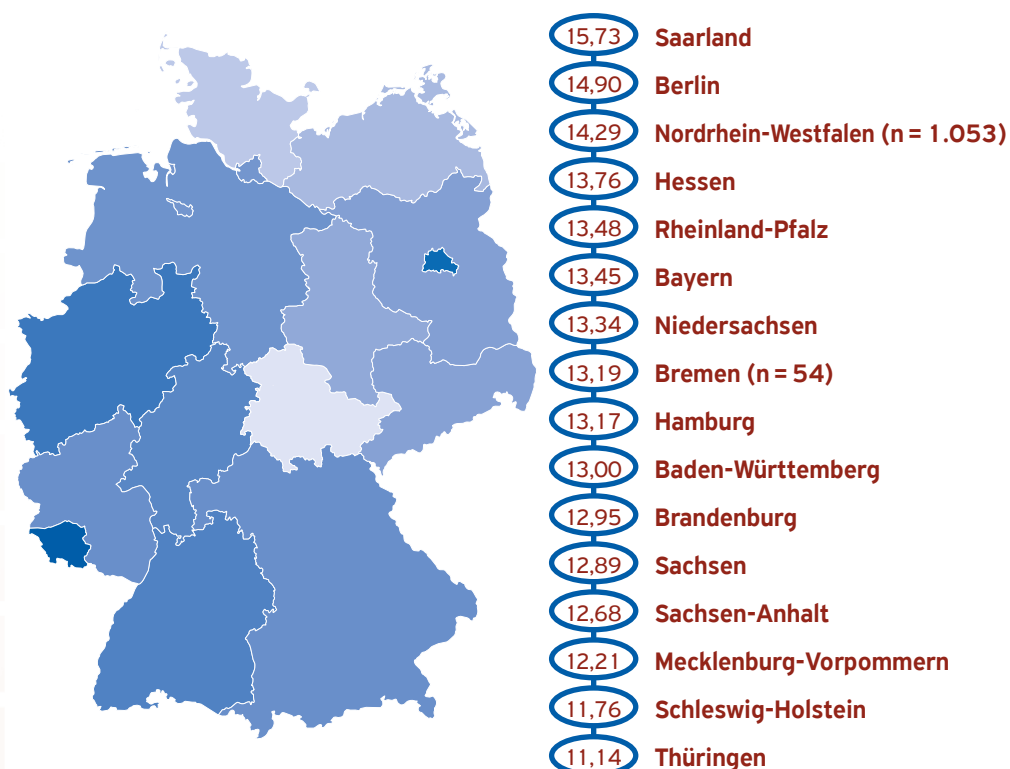 15,73 Saarland
14,90 Berlin
14,29 Nordrhein-Westfalen (n = 1.053)
13,76 Hessen
13,48 Rheinland-Pfalz
13,45 Bayern
13,34 Niedersachsen
13,19 Bremen (n = 54)
13,17 Hamburg
13,00 Baden-Württemberg
12,95 Brandenburg
12,89 Sachsen
12,68 Sachsen-Anhalt
12,21 Mecklenburg-Vorpommern
11,76 Schleswig-Holstein
11,14 Thüringen